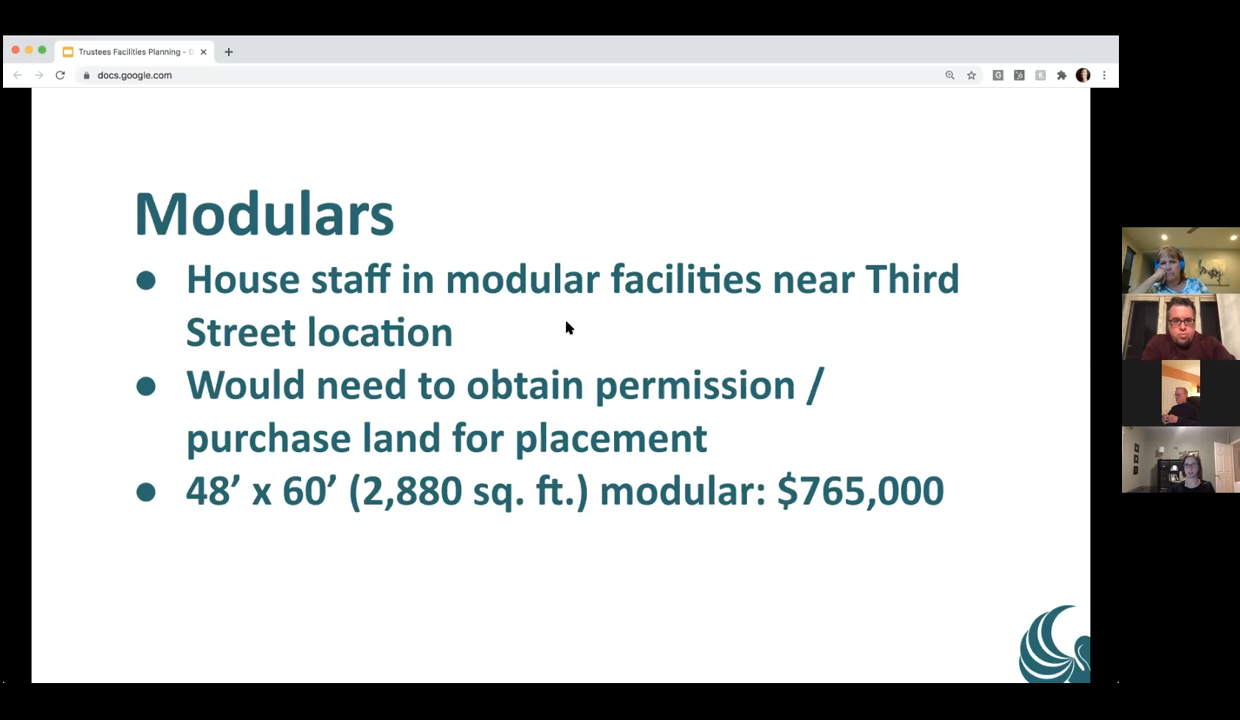 Trustees Facilities Planning - 0
docs.google.com
Modulars
● House staff in modular facilities near Third
Street location
● Would need to obtain permission /
purchase land for placement
● 48’ x 60’ (2,880 sq. ft.) modular: $765,000